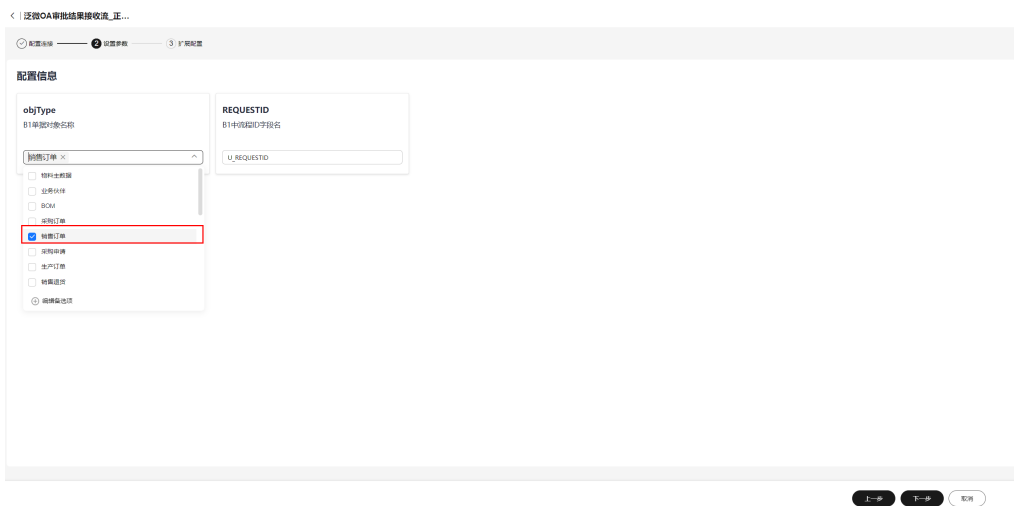 泛微OA审批结果接收流_正...
配置连接 2 设置参数 3 扩展配置
配置信息
objType
B1单据对象名称
REQUESTID
B1中流程ID字段名
销售订单 ×
U_REQUESTID
物料主数据
业务伙伴
BOM
采购订单
销售订单
采购申请
生产订单
销售退货
编辑备选项
上一步 下一步 取消